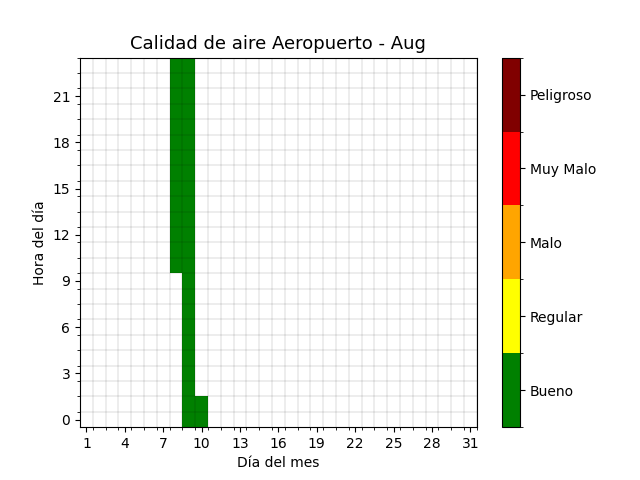 Calidad de aire Aeropuerto - Aug
21
18
15
12
9
6
3
0
Hora del día
1 4 7 10 13 16 19 22 25 28 31
Día del mes
Peligroso
Muy Malo
Malo
Regular
Bueno